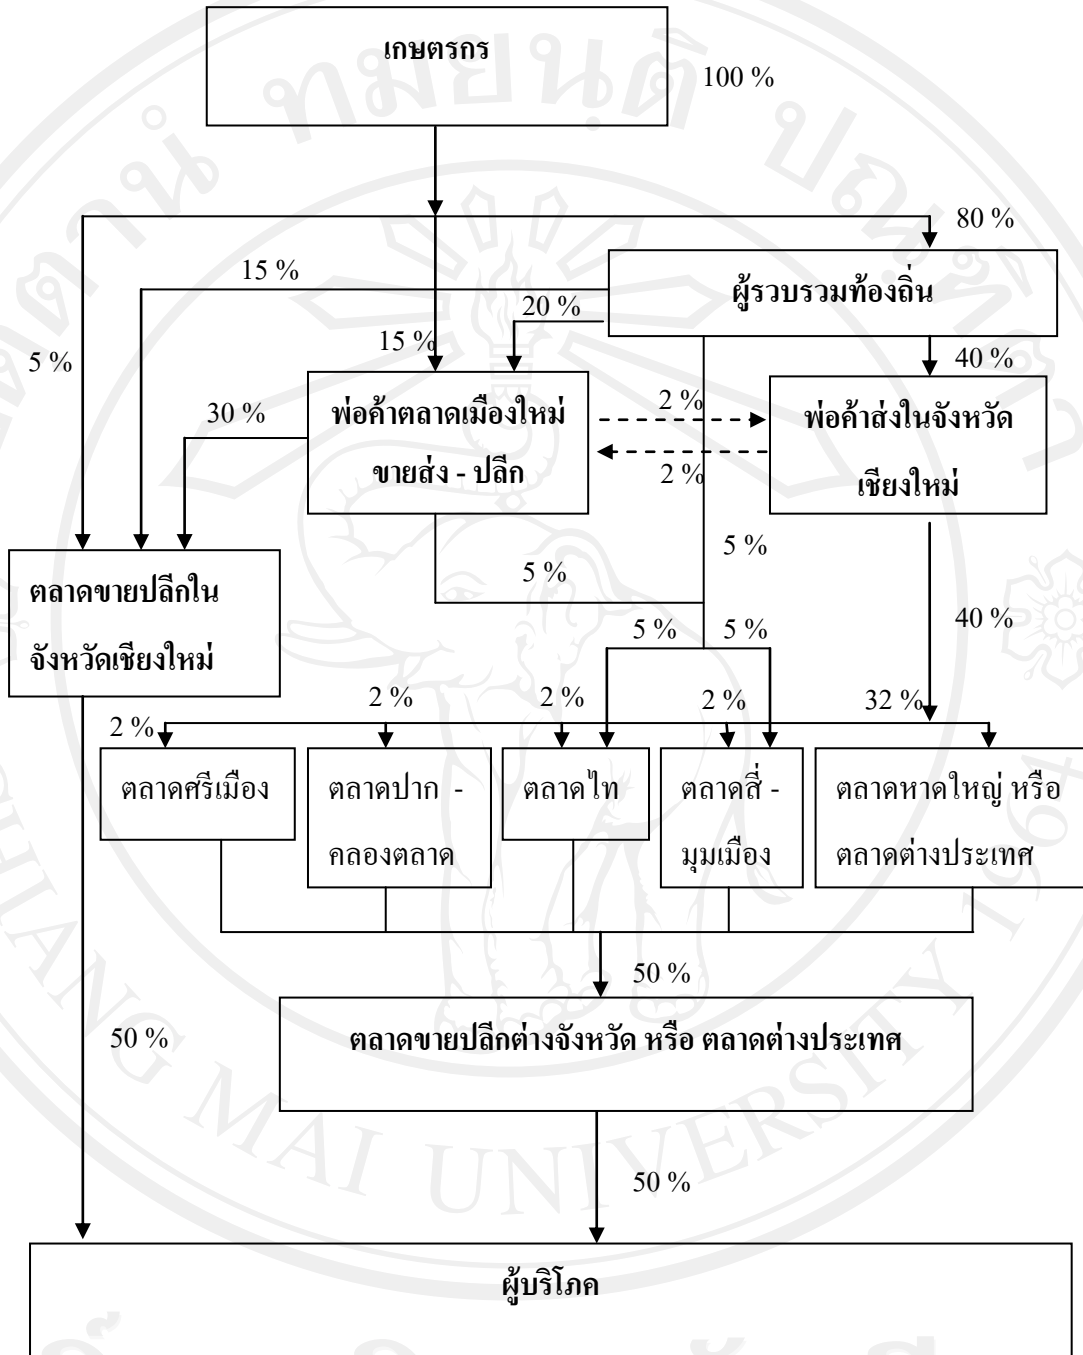 เกษตรกร
100 %
80 %
15 %
ผู้รวบรวมท้องถิ่น
20 %
5 %
15 %
40 %
30 %
พ่อค้าตลาดเมืองใหม่
ขายส่ง - ปลีก
2 %
2 %
พ่อค้าส่งในจังหวัด
เชียงใหม่
5 %
5 %
ตลาดขายปลีกใน
จังหวัดเชียงใหม่
5 %
5 %
40 %
2 %
2 %
2 %
2 %
32 %
ตลาดศรีเมือง
ตลาดปาก -
คลองตลาด
ตลาดไท
ตลาดสี่ -
มุมเมือง
ตลาดหาดใหญ่ หรือ
ตลาดต่างประเทศ
50 %
50 %
ตลาดขายปลีกต่างจังหวัด หรือ ตลาดต่างประเทศ
50 %
ผู้บริโภค
CHIANG MAI UNIVERSITY 1964